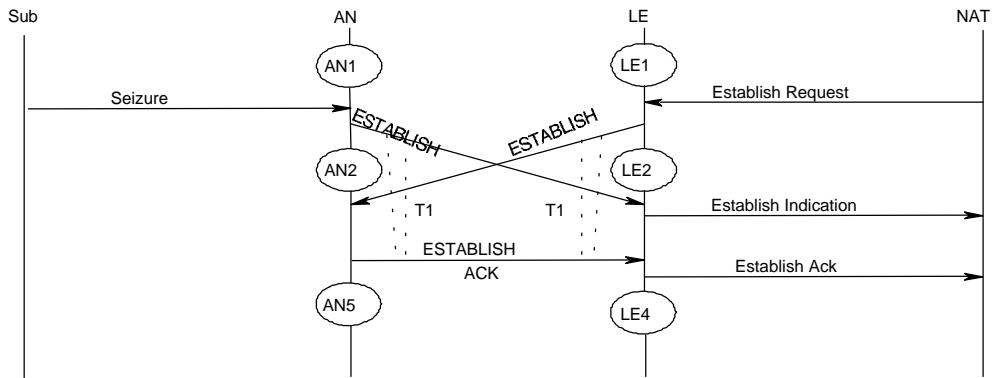 Sub AN LE NAT
AN1 LE1
Seizure Establish Request
ESTABLISH ESTABLISH
AN2 LE2
T1 T1 Establish Indication
ESTABLISH
ACK Establish Ack
AN5 LE4